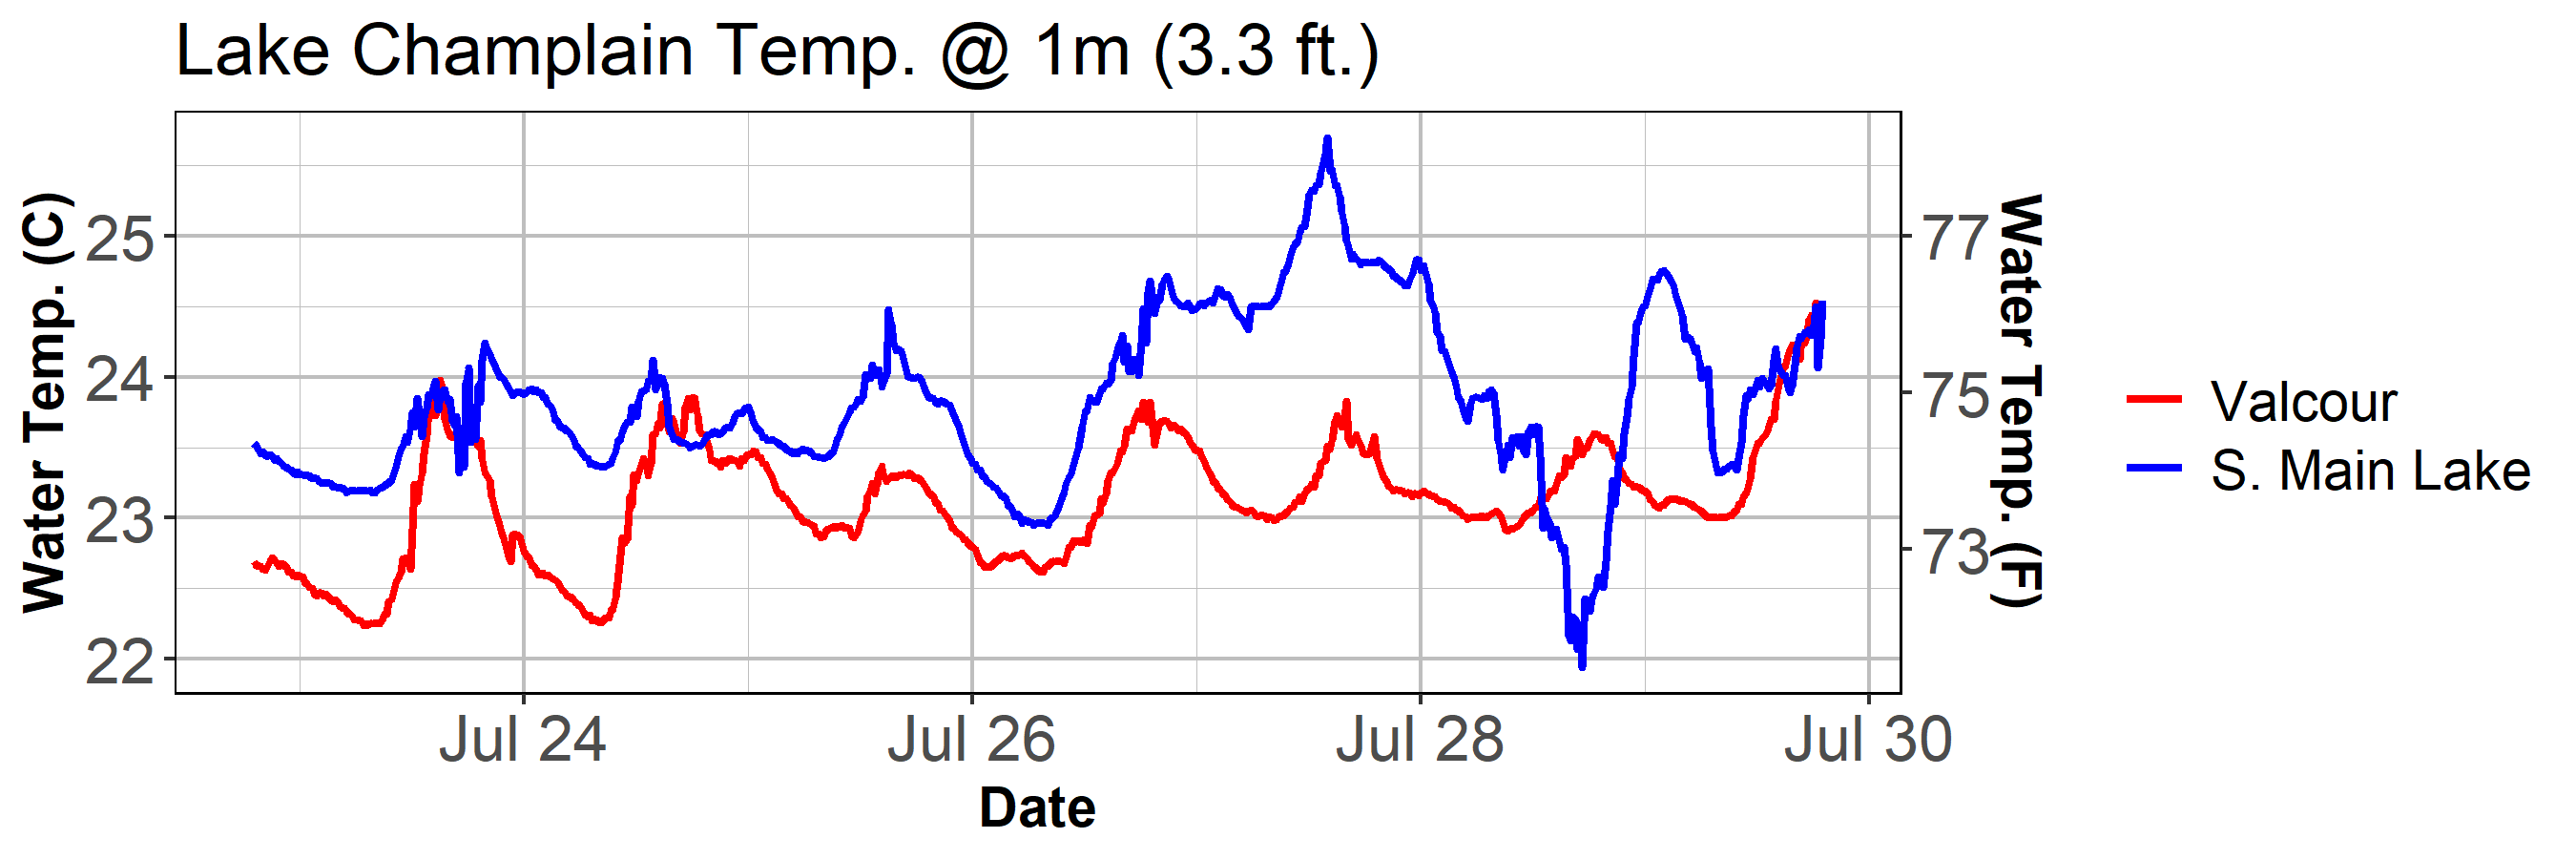 Lake Champlain Temp. @ 1m (3.3 ft.)
Water Temp. (C)
25
24
23
22
77
75
73
Water Temp. (F)
Jul 24
Jul 26
Jul 28
Jul 30
Date
Valcour
S. Main Lake